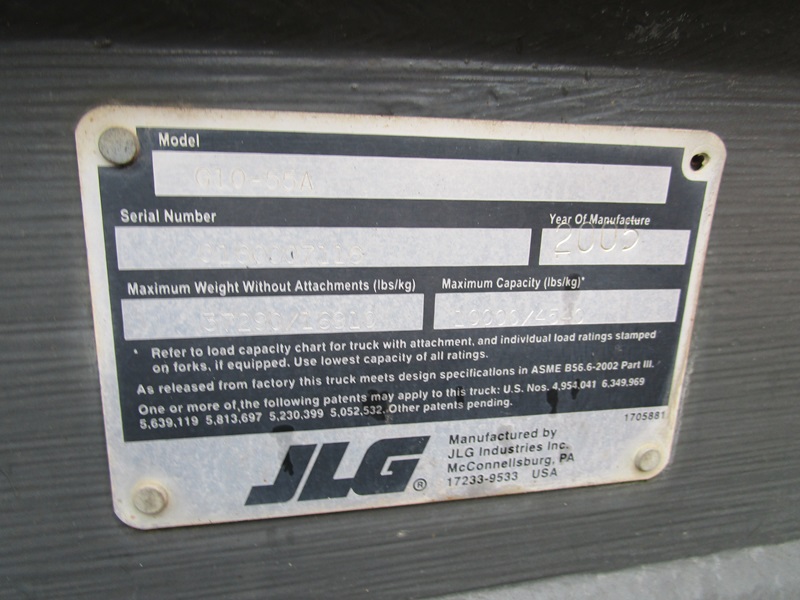 Model
G10-55A
Serial Number
Year Of Manufacture
2005
Maximum Weight Without Attachments (lbs/kg)
Maximum Capacity (lbs/kg)*
* Refer to load capacity chart for truck with attachment, and individual load ratings stamped
on forks, if equipped. Use lowest capacity of all ratings.
As released from factory this truck meets design specifications in ASME B56.6-2002 Part III.
One or more of the following patents may apply to this truck: U.S. Nos. 4,954,041 6,349,969
5,639,119 5,813,697 5,230,399 5,052,532. Other patents pending.
1705881
JLG ®
Manufactured by
JLG Industries Inc.
McConnellsburg, PA
17233-9533 USA